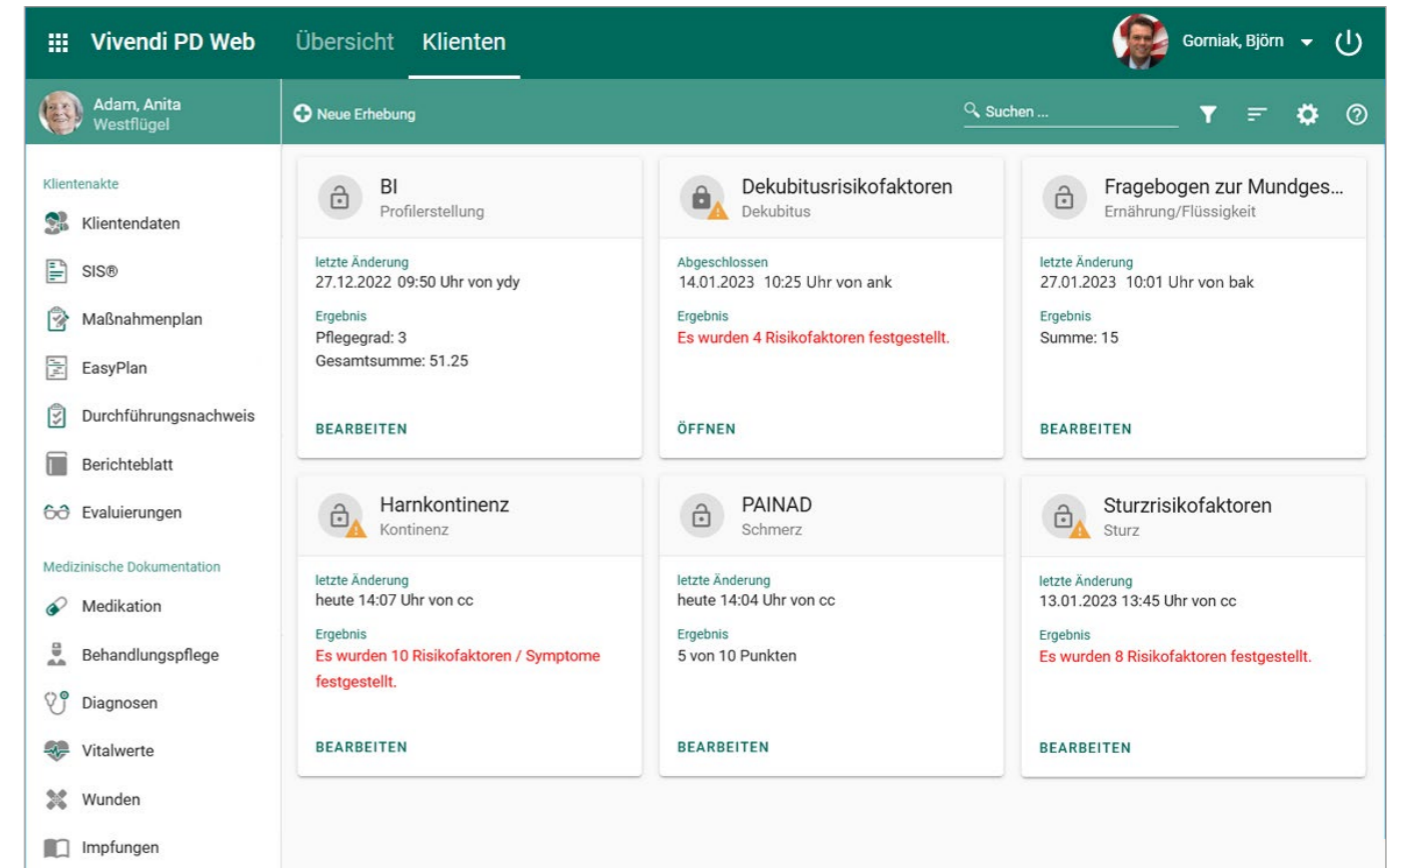 Vivendi PD Web Übersicht Klienten Gorniak, Björn
Adam, Anita
Westflügel
Neue Erhebung
Suchen ...
Klientenakte
Klientendaten
SIS®
Maßnahmenplan
EasyPlan
Durchführungsnachweis
Berichteblatt
Evaluierungen
Medizinische Dokumentation
Medikation
Behandlungspflege
Diagnosen
Vitalwerte
Wunden
Impfungen
BI
Profilerstellung
letzte Änderung
27.12.2022 09:50 Uhr von ydy
Ergebnis
Pflegegrad: 3
Gesamtsumme: 51.25
BEARBEITEN
Dekubitusrisikofaktoren
Dekubitus
Abgeschlossen
14.01.2023 10:25 Uhr von ank
Ergebnis
Es wurden 4 Risikofaktoren festgestellt.
ÖFFNEN
Fragebogen zur Mundges...
Ernährung/Flüssigkeit
letzte Änderung
27.01.2023 10:01 Uhr von bak
Ergebnis
Summe: 15
BEARBEITEN
Harnkontinenz
Kontinenz
letzte Änderung
heute 14:07 Uhr von cc
Ergebnis
Es wurden 10 Risikofaktoren / Symptome
festgestellt.
BEARBEITEN
PAINAD
Schmerz
letzte Änderung
heute 14:04 Uhr von cc
Ergebnis
5 von 10 Punkten
BEARBEITEN
Sturzrisikofaktoren
Sturz
letzte Änderung
13.01.2023 13:45 Uhr von cc
Ergebnis
Es wurden 8 Risikofaktoren festgestellt.
BEARBEITEN